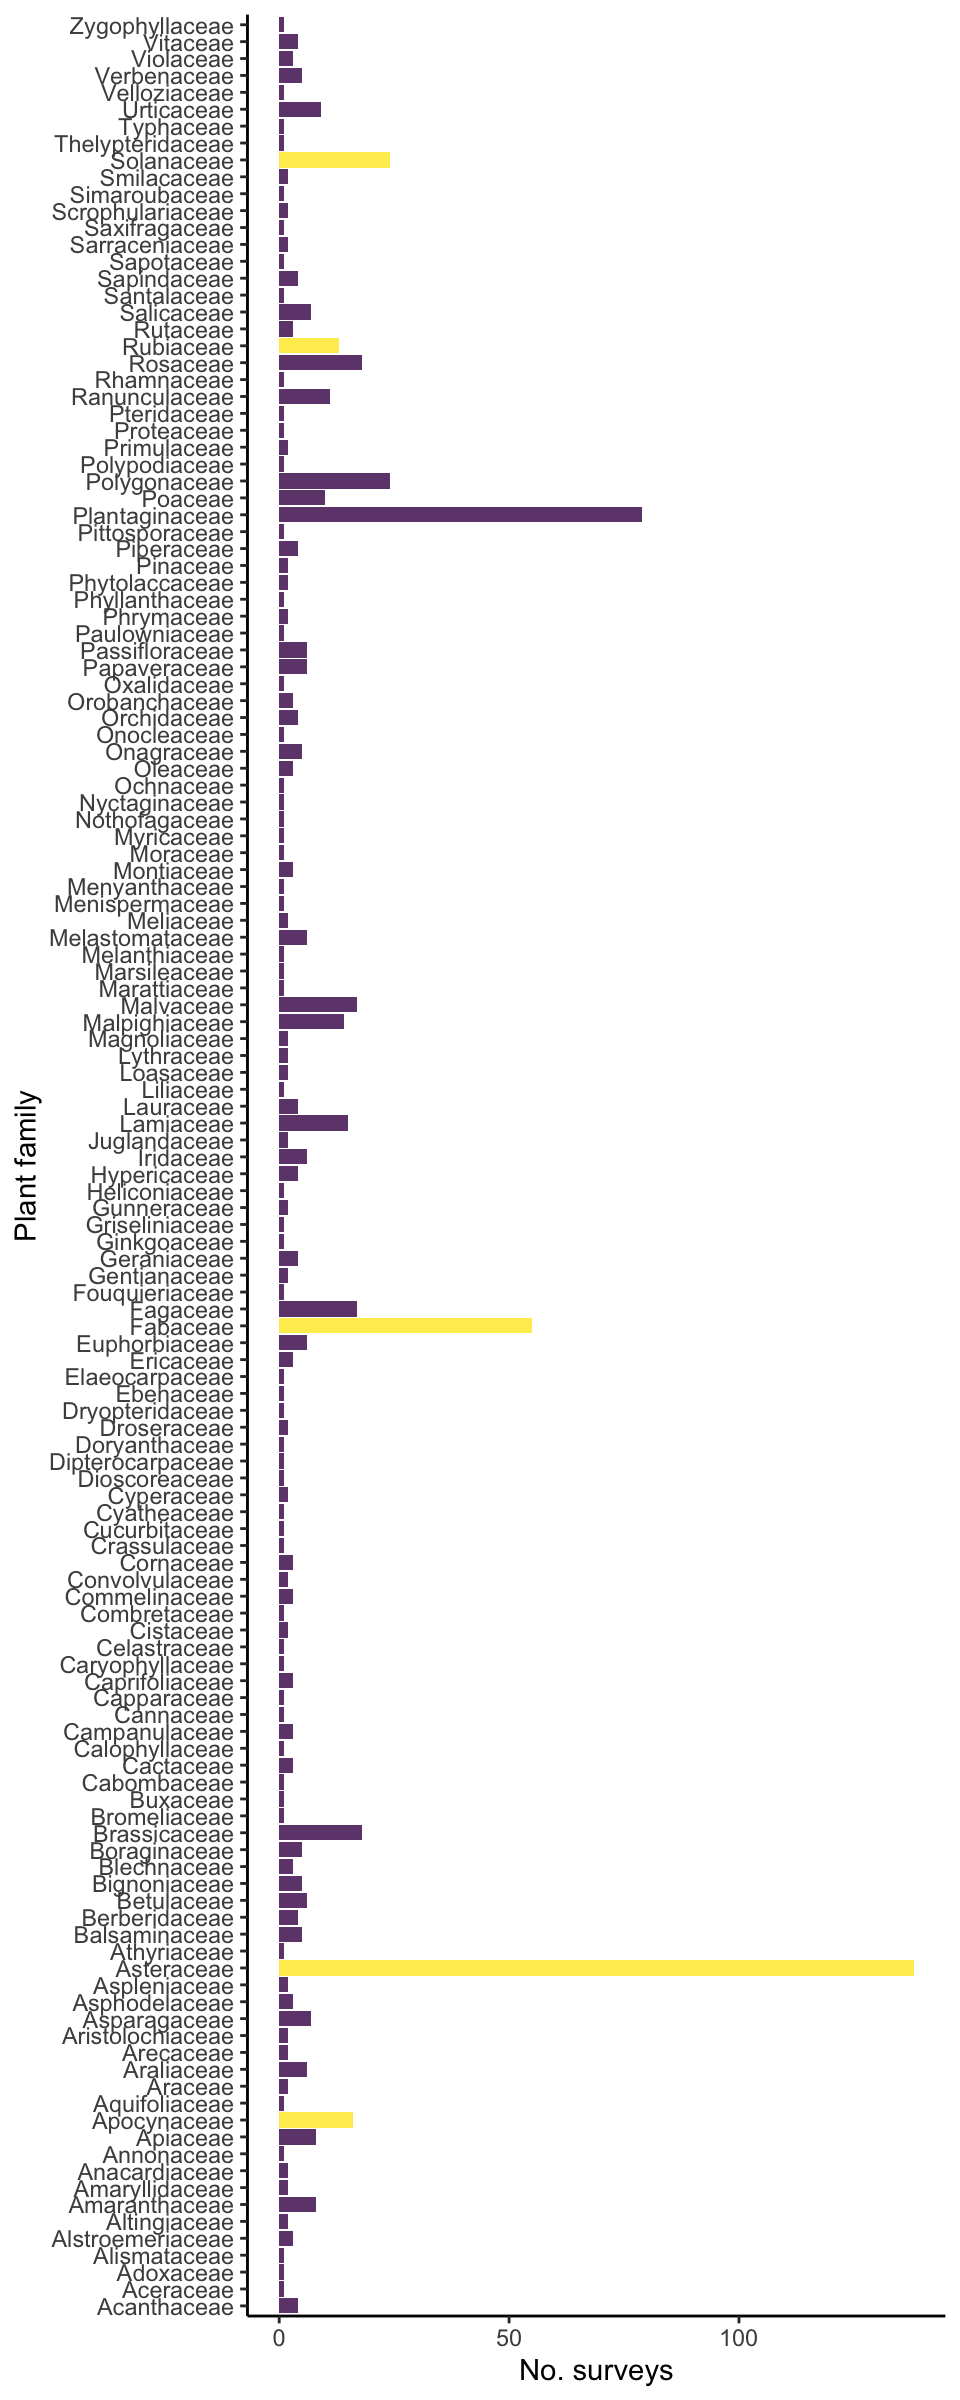 Zygophyllaceae
Vitaceae
Violaceae
Verbenaceae
Velloziaceae
Urticaceae
Typhaceae
Thelypteridaceae
Solanaceae
Smilacaceae
Simaroubaceae
Scrophulariaceae
Saxifragaceae
Sarraceniaceae
Sapotaceae
Sapindaceae
Santalaceae
Salicaceae
Rutaceae
Rubiaceae
Rosaceae
Rhamnaceae
Ranunculaceae
Pteridaceae
Proteaceae
Primulaceae
Polypodiaceae
Polygonaceae
Poaceae
Plantaginaceae
Pittosporaceae
Piperaceae
Pinaceae
Phytolaccaceae
Phyllanthaceae
Phrymaceae
Paulowniaceae
Passifloraceae
Papaveraceae
Oxalidaceae
Orobanchaceae
Orchidaceae
Onocleaceae
Onagraceae
Oleaceae
Ochnaceae
Nyctaginaceae
Nothofagaceae
Myricaceae
Moraceae
Montiaceae
Menyanthaceae
Menispermaceae
Meliaceae
Melastomataceae
Melanthiaceae
Marsileaceae
Marattiaceae
Malvaceae
Malpighiaceae
Magnoliaceae
Lythraceae
Loasaceae
Liliaceae
Lauraceae
Lamiaceae
Juglandaceae
Iridaceae
Hypericaceae
Heliconiaceae
Gunneraceae
Griseliniaceae
Ginkgoaceae
Geraniaceae
Gentianaceae
Fouquieriaceae
Fagaceae
Fabaceae
Euphorbiaceae
Ericaceae
Elaeocarpaceae
Ebenaceae
Dryopteridaceae
Droseraceae
Doryanthaceae
Dipterocarpaceae
Dioscoreaceae
Cyperaceae
Cyatheaceae
Cucurbitaceae
Crassulaceae
Cornaceae
Convolvulaceae
Commelinaceae
Combretaceae
Cistaceae
Celastraceae
Caryophyllaceae
Caprifoliaceae
Capparaceae
Cannaceae
Campanulaceae
Calophyllaceae
Cactaceae
Cabombaceae
Buxaceae
Bromeliaceae
Brassicaceae
Boraginaceae
Blechnaceae
Bignoniaceae
Betulaceae
Berberidaceae
Balsaminaceae
Athyriaceae
Asteraceae
Aspleniaceae
Asphodelaceae
Asparagaceae
Aristolochiaceae
Arecaceae
Araliaceae
Araceae
Aquifoliaceae
Apocynaceae
Apiaceae
Annonaceae
Anacardiaceae
Amaryllidaceae
Amaranthaceae
Altingiaceae
Alstroemeriaceae
Alismataceae
Adoxaceae
Aceraceae
Acanthaceae
Plant family
0 50 100
No. surveys